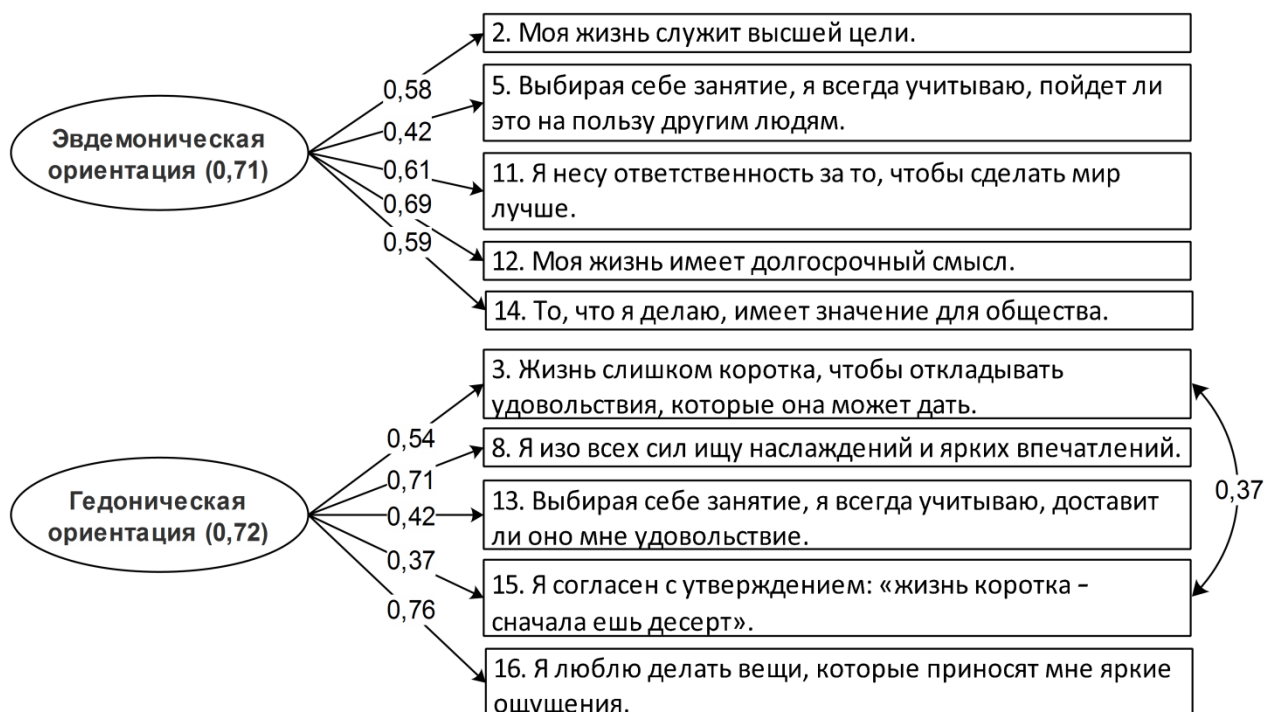 2. Моя жизнь служит высшей цели.
0,58
5. Выбирая себе занятие, я всегда учитываю, пойдет ли
это на пользу другим людям.
0,42
Эвдемоническая
ориентация (0,71)
0,61
11. Я несу ответственность за то, чтобы сделать мир
лучше.
0,69
0,59
12. Моя жизнь имеет долгосрочный смысл.
14. То, что я делаю, имеет значение для общества.
3. Жизнь слишком коротка, чтобы откладывать
удовольствия, которые она может дать.
0,54
8. Я изо всех сил ищу наслаждений и ярких впечатлений.
0,71
0,37
Гедоническая
ориентация (0,72)
0,42
13. Выбирая себе занятие, я всегда учитываю, доставит
ли оно мне удовольствие.
0,37
15. Я согласен с утверждением: «жизнь коротка –
сначала ешь десерт».
0,76
16. Я люблю делать вещи, которые приносят мне яркие
ощущения.